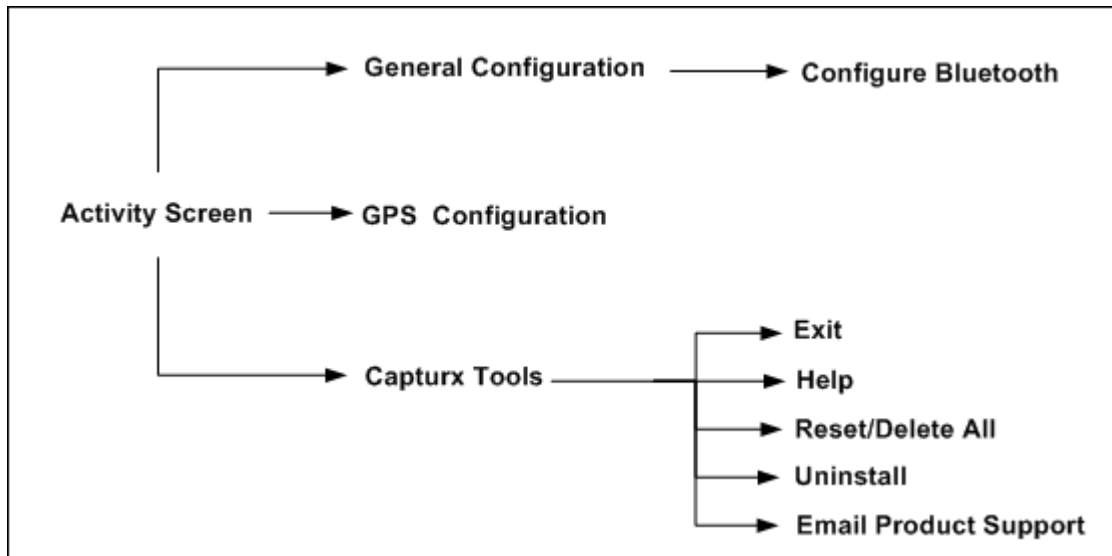 General Configuration
Configure Bluetooth
Activity Screen
GPS Configuration
Capturx Tools
Exit
Help
Reset/Delete All
Uninstall
Email Product Support